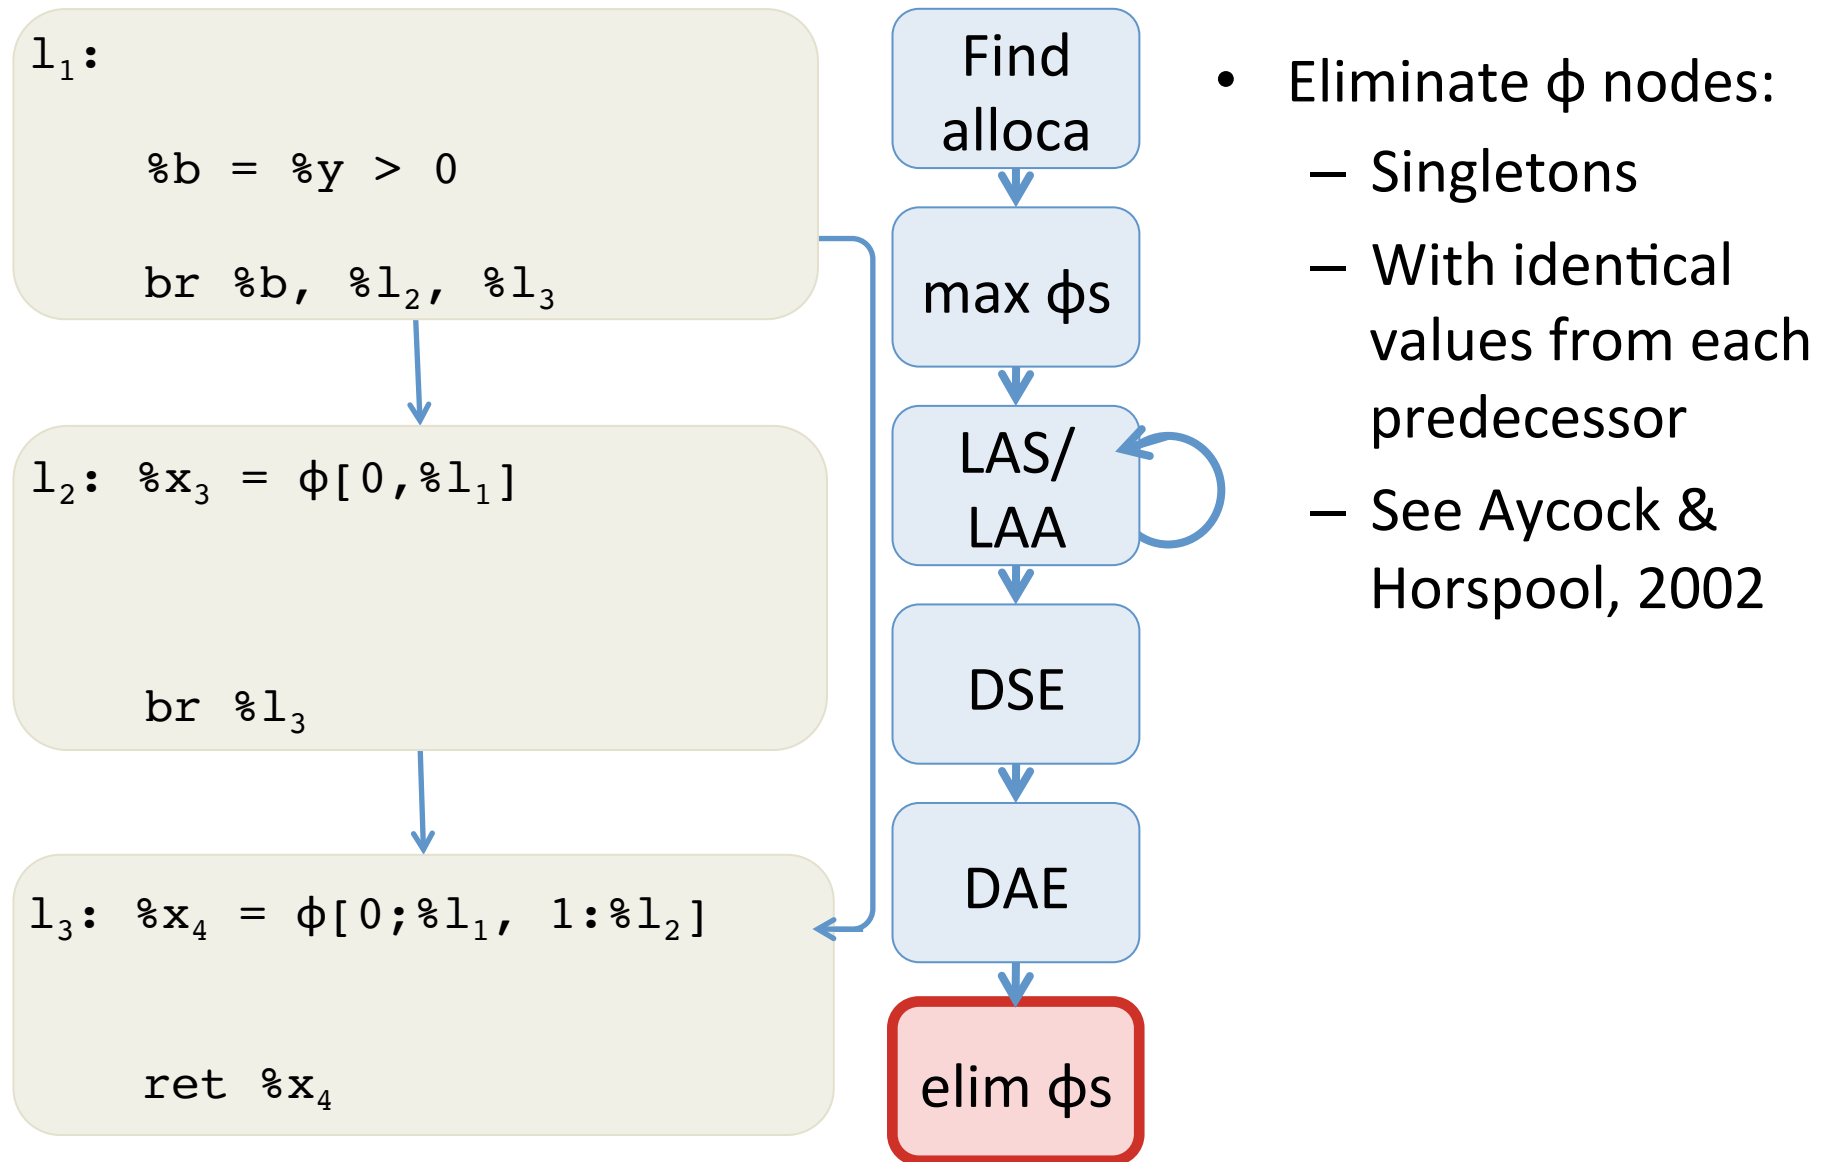 l₁:
%b = %y > 0
br %b, %l₂, %l₃
l₂: %x₃ = ϕ[0,%l₁]
br %l₃
l₃: %x₄ = ϕ[0;%l₁, 1:%l₂]
ret %x₄
Find
alloca
max ϕs
LAS/
LAA
DSE
DAE
elim ϕs
• Eliminate ϕ nodes:
– Singletons
– With identical
values from each
predecessor
– See Aycock &
Horspool, 2002